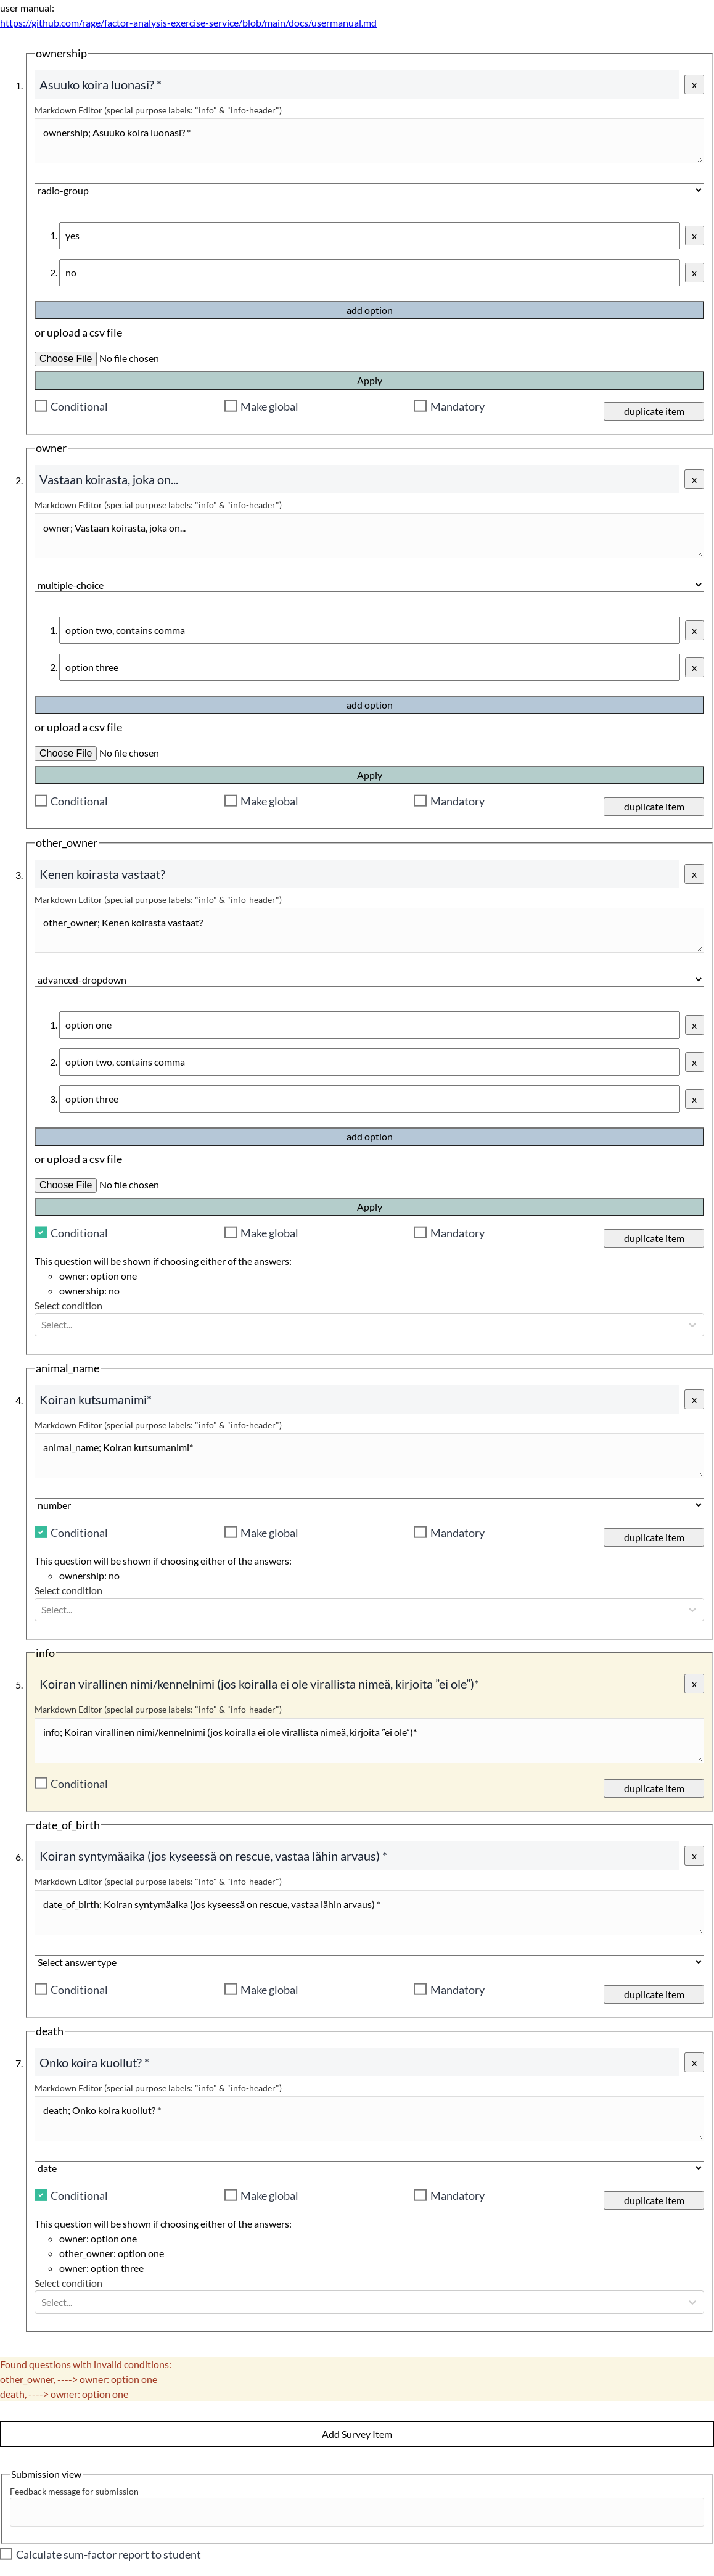 user manual:
https://github.com/rage/factor-analysis-exercise-service/blob/main/docs/usermanual.md
ownership
1. Asuuko koira luonasi? * x
Markdown Editor (special purpose labels: "info" & "info-header")
ownership; Asuuko koira luonasi? *
radio-group
1. yes x
2. no x
add option
or upload a csv file
Choose File No file chosen
Apply
Conditional Make global Mandatory duplicate item
owner
2. Vastaan koirasta, joka on... x
Markdown Editor (special purpose labels: "info" & "info-header")
owner; Vastaan koirasta, joka on...
multiple-choice
1. option two, contains comma x
2. option three x
add option
or upload a csv file
Choose File No file chosen
Apply
Conditional Make global Mandatory duplicate item
other_owner
3. Kenen koirasta vastaat? x
Markdown Editor (special purpose labels: "info" & "info-header")
other_owner; Kenen koirasta vastaat?
advanced-dropdown
1. option one x
2. option two, contains comma x
3. option three x
add option
or upload a csv file
Choose File No file chosen
Apply
Conditional Make global Mandatory duplicate item
This question will be shown if choosing either of the answers:
owner: option one
ownership: no
Select condition
Select...
animal_name
4. Koiran kutsumanimi* x
Markdown Editor (special purpose labels: "info" & "info-header")
animal_name; Koiran kutsumanimi*
number
Conditional Make global Mandatory duplicate item
This question will be shown if choosing either of the answers:
ownership: no
Select condition
Select...
info
5. Koiran virallinen nimi/kennelnimi (jos koiralla ei ole virallista nimeä, kirjoita ”ei ole”)* x
Markdown Editor (special purpose labels: "info" & "info-header")
info; Koiran virallinen nimi/kennelnimi (jos koiralla ei ole virallista nimeä, kirjoita ”ei ole”)*
Conditional duplicate item
date_of_birth
6. Koiran syntymäaika (jos kyseessä on rescue, vastaa lähin arvaus) * x
Markdown Editor (special purpose labels: "info" & "info-header")
date_of_birth; Koiran syntymäaika (jos kyseessä on rescue, vastaa lähin arvaus) *
Select answer type
Conditional Make global Mandatory duplicate item
death
7. Onko koira kuollut? * x
Markdown Editor (special purpose labels: "info" & "info-header")
death; Onko koira kuollut? *
date
Conditional Make global Mandatory duplicate item
This question will be shown if choosing either of the answers:
owner: option one
other_owner: option one
owner: option three
Select condition
Select...
Found questions with invalid conditions:
other_owner, ----> owner: option one
death, ----> owner: option one
Add Survey Item
Submission view
Feedback message for submission
Calculate sum-factor report to student